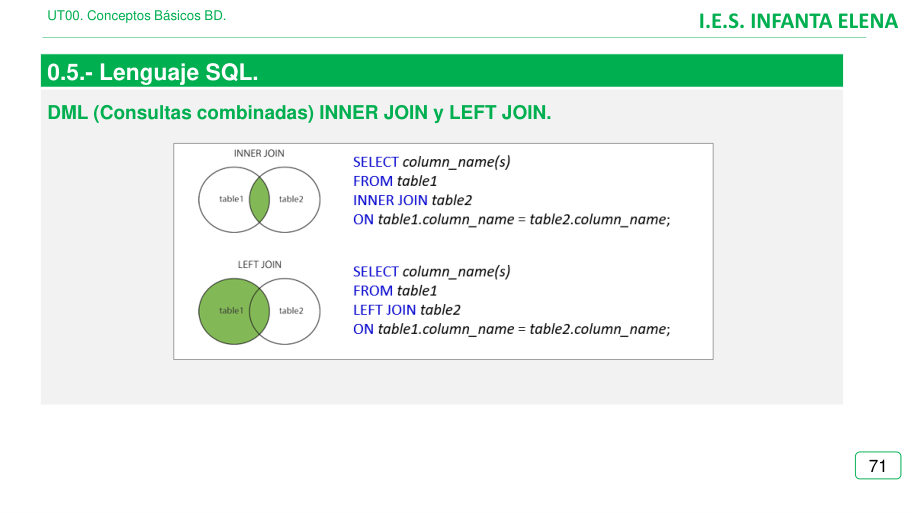 UT00. Conceptos Básicos BD.
I.E.S. INFANTA ELENA
0.5.- Lenguaje SQL.
DML (Consultas combinadas) INNER JOIN y LEFT JOIN.
INNER JOIN
table1 table2
SELECT column_name(s)
FROM table1
INNER JOIN table2
ON table1.column_name = table2.column_name;
LEFT JOIN
table1 table2
SELECT column_name(s)
FROM table1
LEFT JOIN table2
ON table1.column_name = table2.column_name;
71